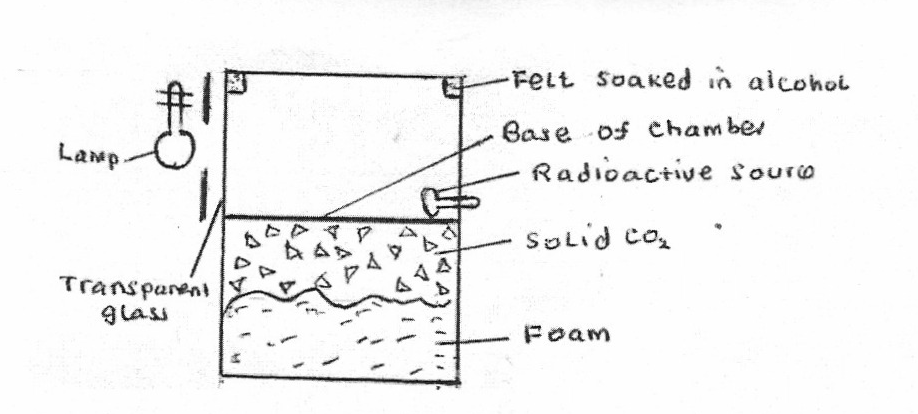 Felt soaked in alcohol
Base of chamber
Lamp
Radioactive source
Solid CO₂
Transparent
glass
Foam